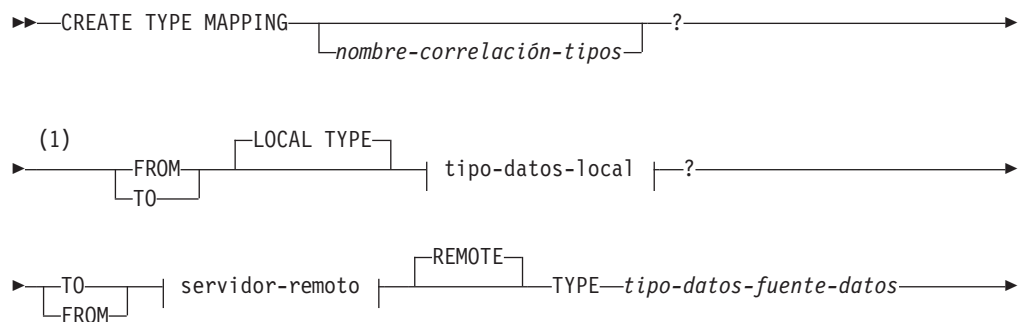 CREATE TYPE MAPPING ?
nombre-correlación-tipos
(1) LOCAL TYPE
FROM tipo-datos-local ?
TO
REMOTE
TO servidor-remoto TYPE tipo-datos-fuente-datos
FROM